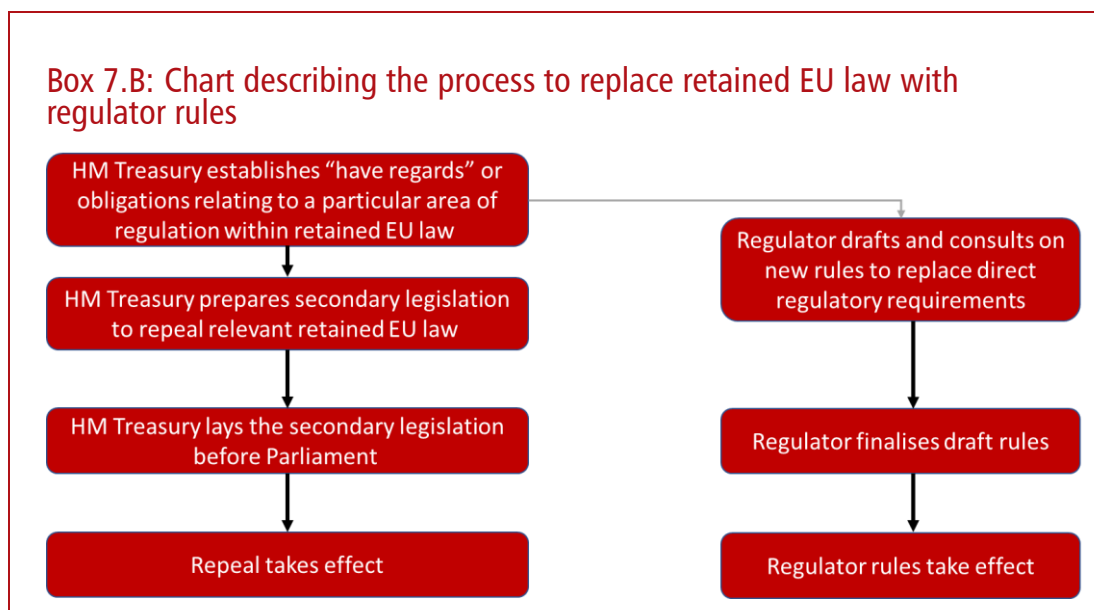 Box 7.B: Chart describing the process to replace retained EU law with
regulator rules
HM Treasury establishes “have regards” or
obligations relating to a particular area of
regulation within retained EU law
HM Treasury prepares secondary legislation
to repeal relevant retained EU law
HM Treasury lays the secondary legislation
before Parliament
Repeal takes effect
Regulator drafts and consults on
new rules to replace direct
regulatory requirements
Regulator finalises draft rules
Regulator rules take effect